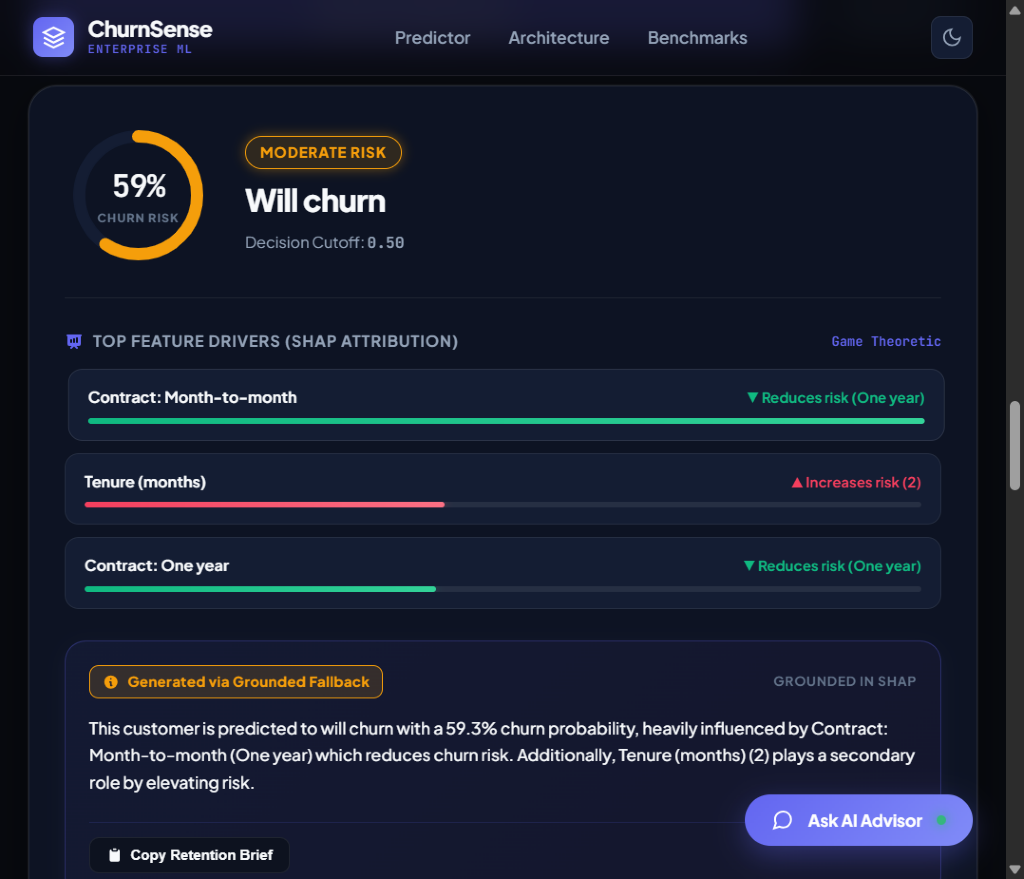 ChurnSense
ENTERPRISE ML
Predictor
Architecture
Benchmarks
59%
CHURN RISK
MODERATE RISK
Will churn
Decision Cutoff: 0.50
TOP FEATURE DRIVERS (SHAP ATTRIBUTION)
Game Theoretic
Contract: Month-to-month
▼ Reduces risk (One year)
Tenure (months)
▲ Increases risk (2)
Contract: One year
▼ Reduces risk (One year)
Generated via Grounded Fallback
GROUNDED IN SHAP
This customer is predicted to will churn with a 59.3% churn probability, heavily influenced by Contract:
Month-to-month (One year) which reduces churn risk. Additionally, Tenure (months) (2) plays a secondary
role by elevating risk.
Ask AI Advisor
Copy Retention Brief